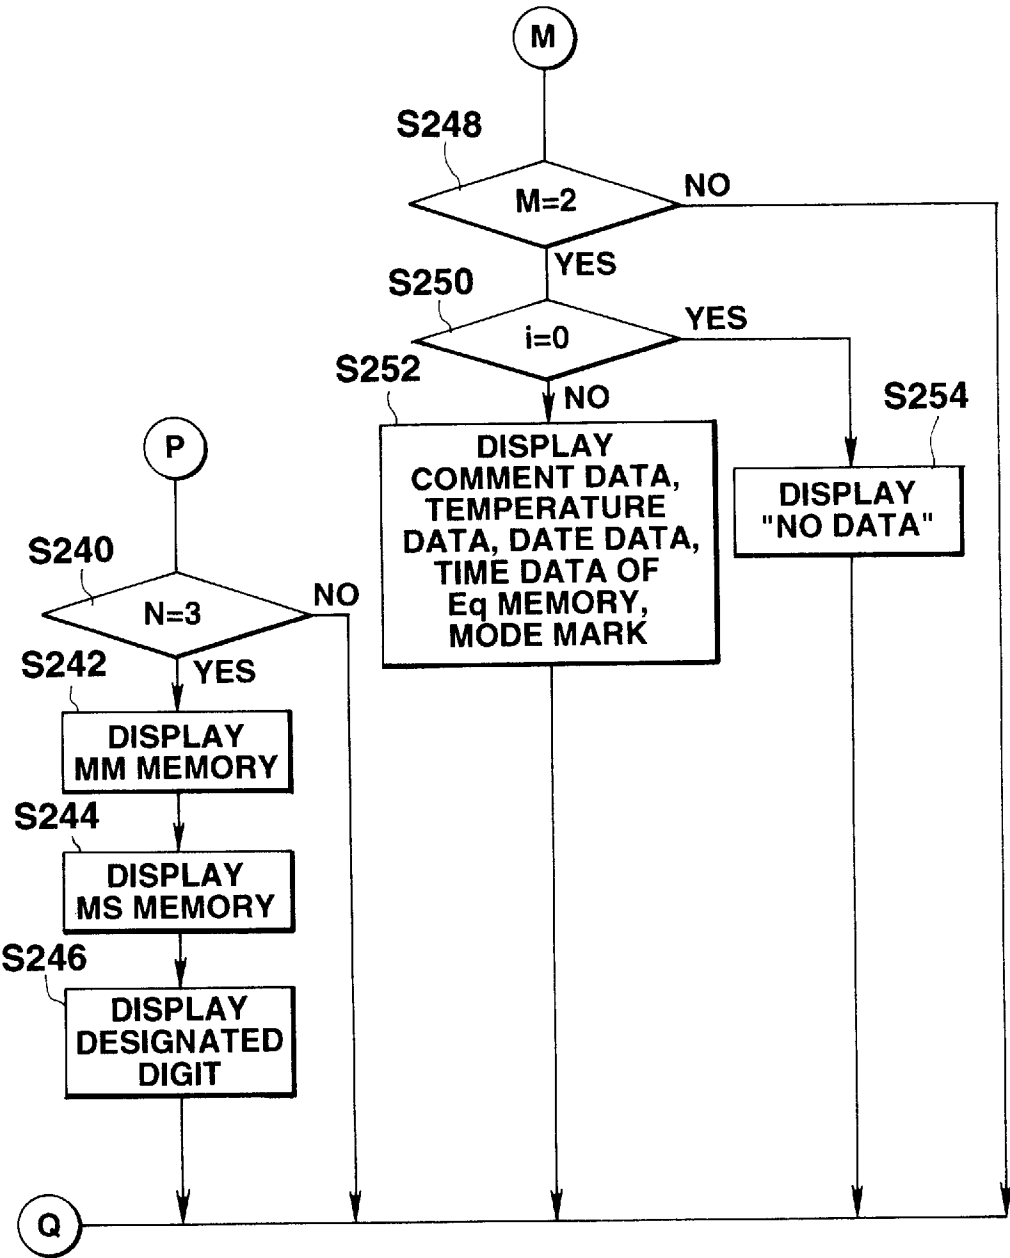 M
S248
M=2
NO
YES
S250
i=0
YES
NO
S252
DISPLAY
COMMENT DATA,
TEMPERATURE
DATA, DATE DATA,
TIME DATA OF
Eq MEMORY,
MODE MARK
S254
DISPLAY
"NO DATA"
P
S240
N=3
NO
YES
S242
DISPLAY
MM MEMORY
S244
DISPLAY
MS MEMORY
S246
DISPLAY
DESIGNATED
DIGIT
Q